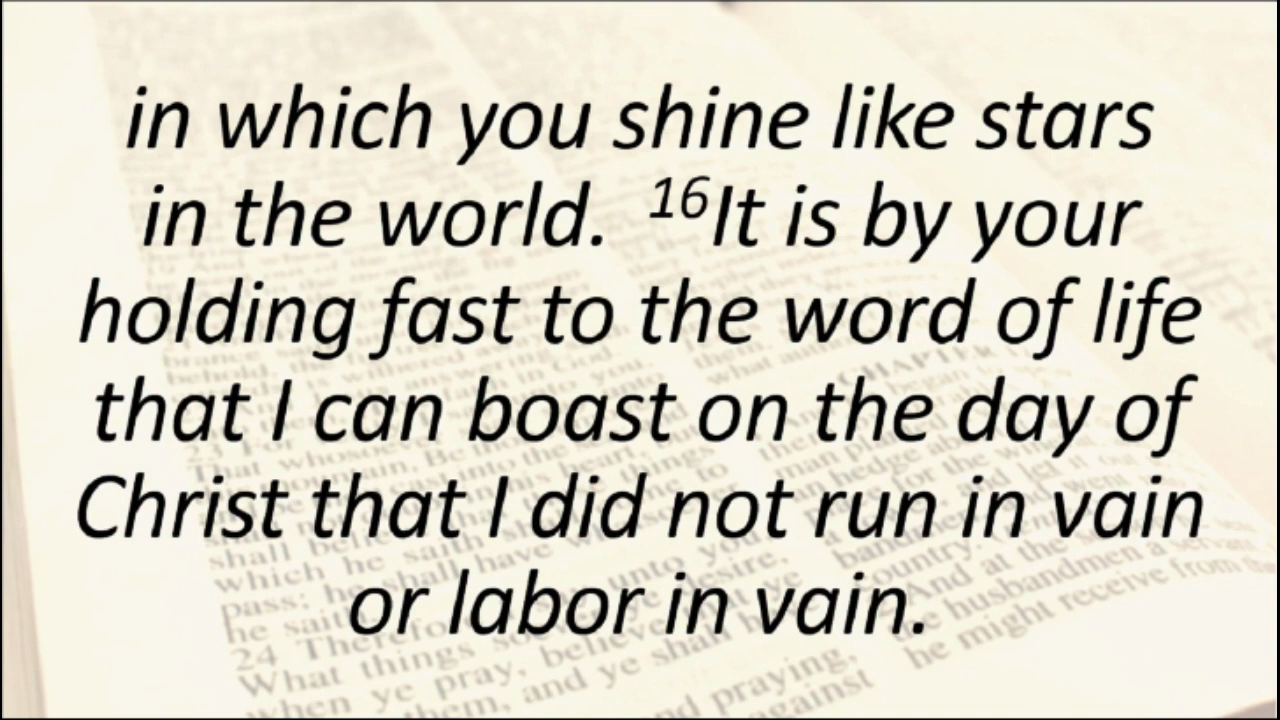 in which you shine like stars
in the world. ¹⁶It is by your
holding fast to the word of life
that I can boast on the day of
Christ that I did not run in vain
or labor in vain.